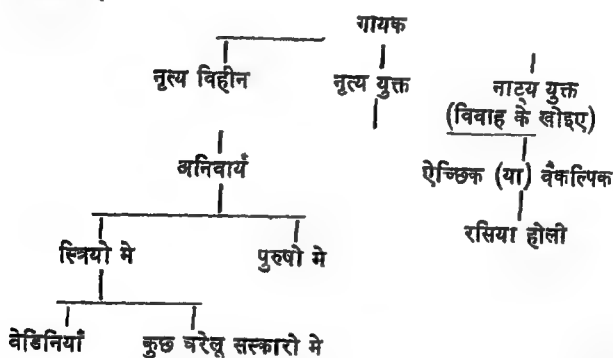 गायक
नृत्य विहीन नृत्य युक्त नाट्य युक्त
(विवाह के खोइए)
अनिवार्यं ऐच्छिक (या) वैकल्पिक
रसिया होली
स्त्रियो मे पुरुषो मे
वेडिनियाँ कुछ घरेलू सस्कारो मे